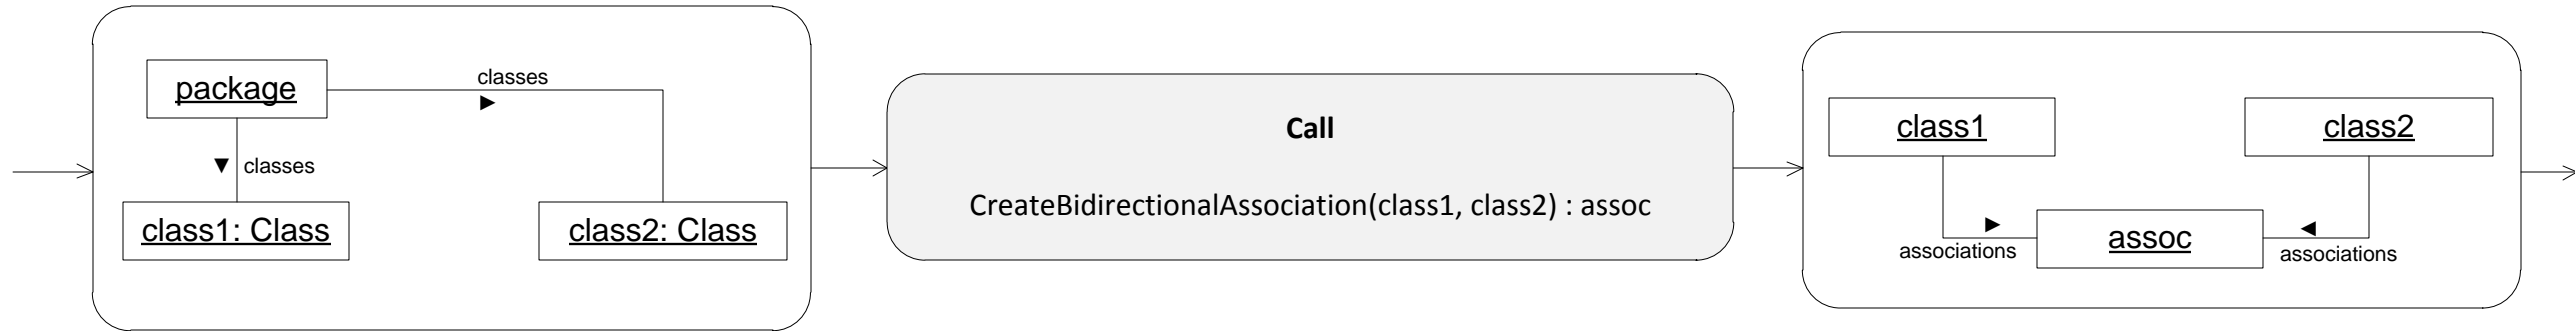 package
classes
classes
class1: Class
class2: Class
Call
CreateBidirectionalAssociation(class1, class2) : assoc
class1
class2
associations
assoc
associations